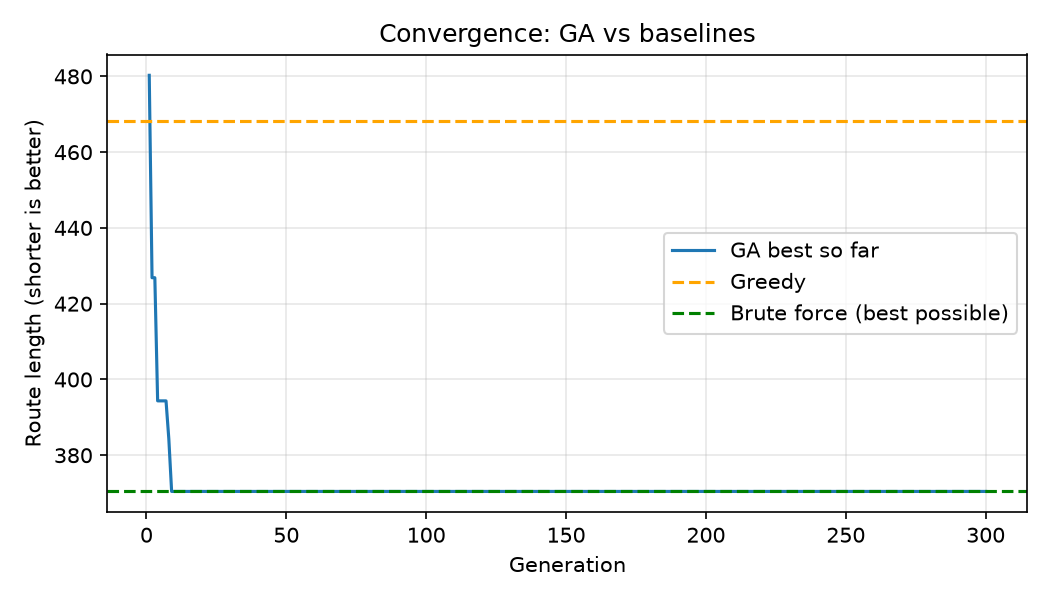 Convergence: GA vs baselines
Route length (shorter is better)
480
460
440
420
400
380
GA best so far
Greedy
Brute force (best possible)
0 50 100 150 200 250 300
Generation